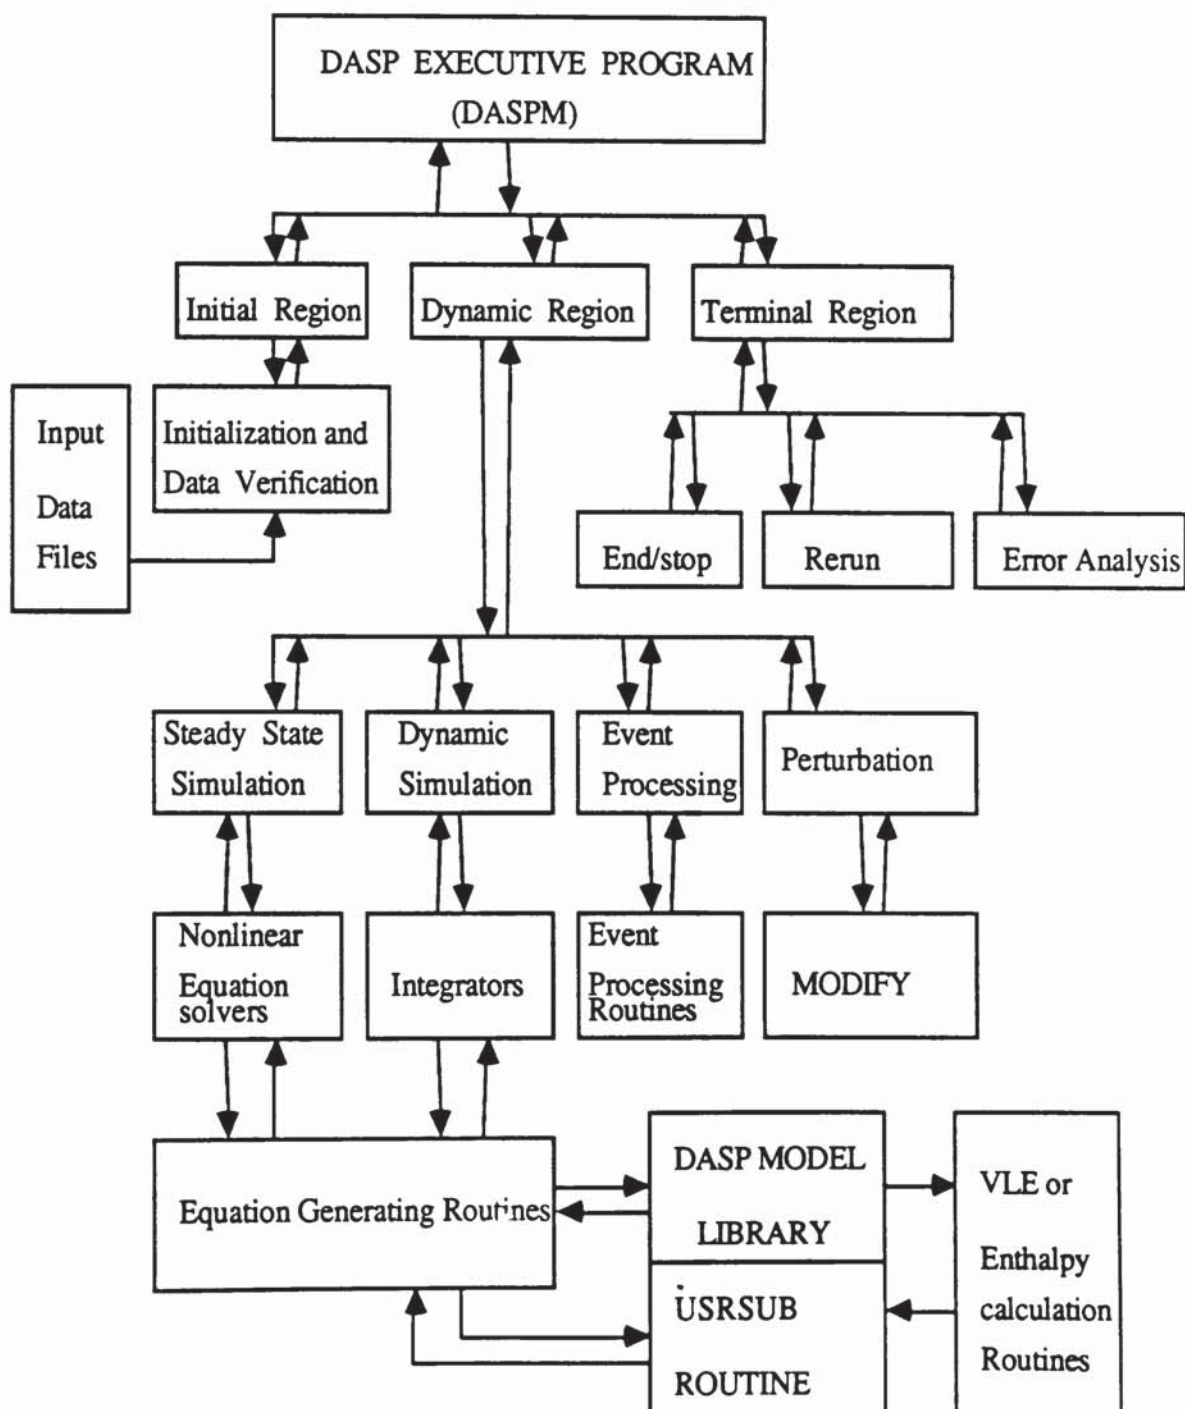 DASP EXECUTIVE PROGRAM
(DASPM)
Initial Region
Dynamic Region
Terminal Region
Input
Data
Files
Initialization and
Data Verification
End/stop
Rerun
Error Analysis
Steady State
Simulation
Dynamic
Simulation
Event
Processing
Perturbation
Nonlinear
Equation
solvers
Integrators
Event
Processing
Routines
MODIFY
Equation Generating Routines
DASP MODEL
LIBRARY
USRSUB
ROUTINE
VLE or
Enthalpy
calculation
Routines